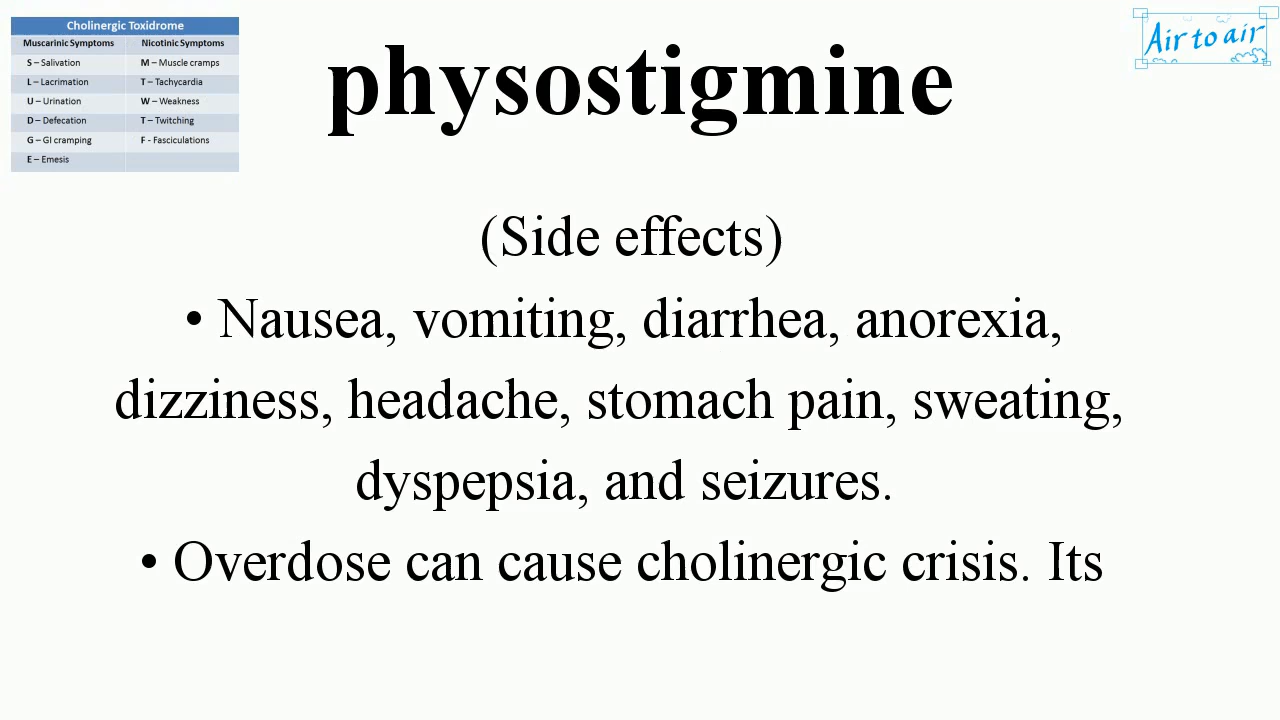 Cholinergic Toxidrome
Muscarinic Symptoms Nicotinic Symptoms
S – Salivation M – Muscle cramps
L – Lacrimation T – Tachycardia
U – Urination W – Weakness
D – Defecation T – Twitching
G – GI cramping F - Fasciculations
E – Emesis
physostigmine
Air to air
(Side effects)
• Nausea, vomiting, diarrhea, anorexia,
dizziness, headache, stomach pain, sweating,
dyspepsia, and seizures.
• Overdose can cause cholinergic crisis. Its